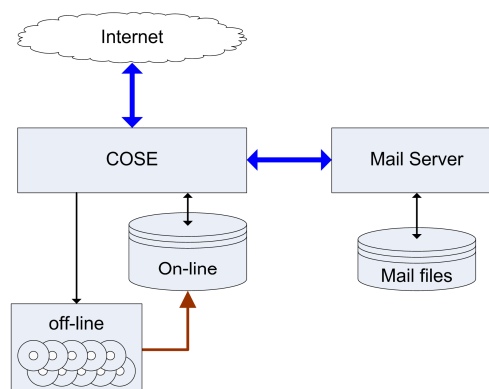 Internet
COSE
Mail Server
On-line
Mail files
off-line